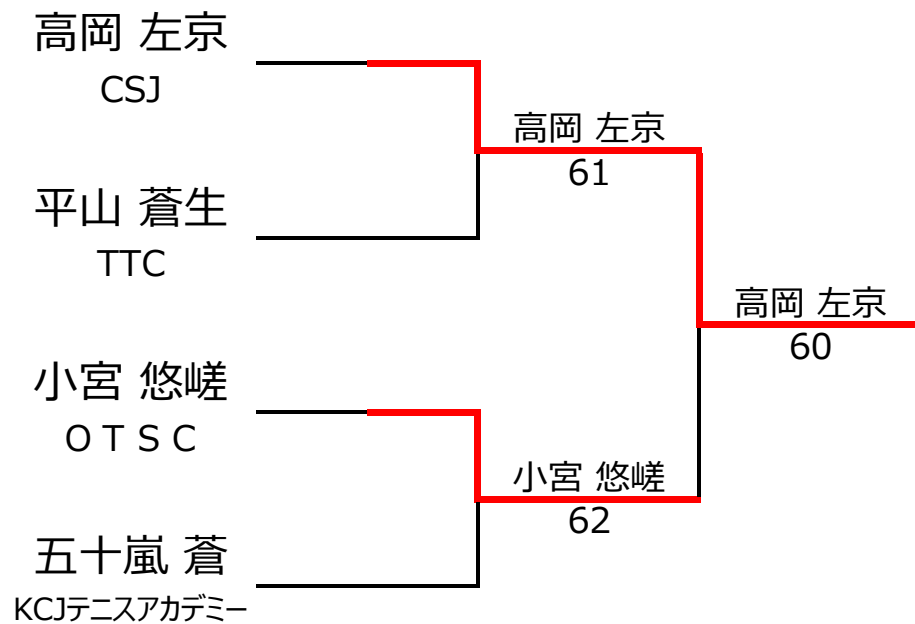 高岡 左京
CSJ
平山 蒼生
TTC
小宮 悠嵯
O T S C
五十嵐 蒼
KCJテニスアカデミー
高岡 左京
61
小宮 悠嵯
62
高岡 左京
60